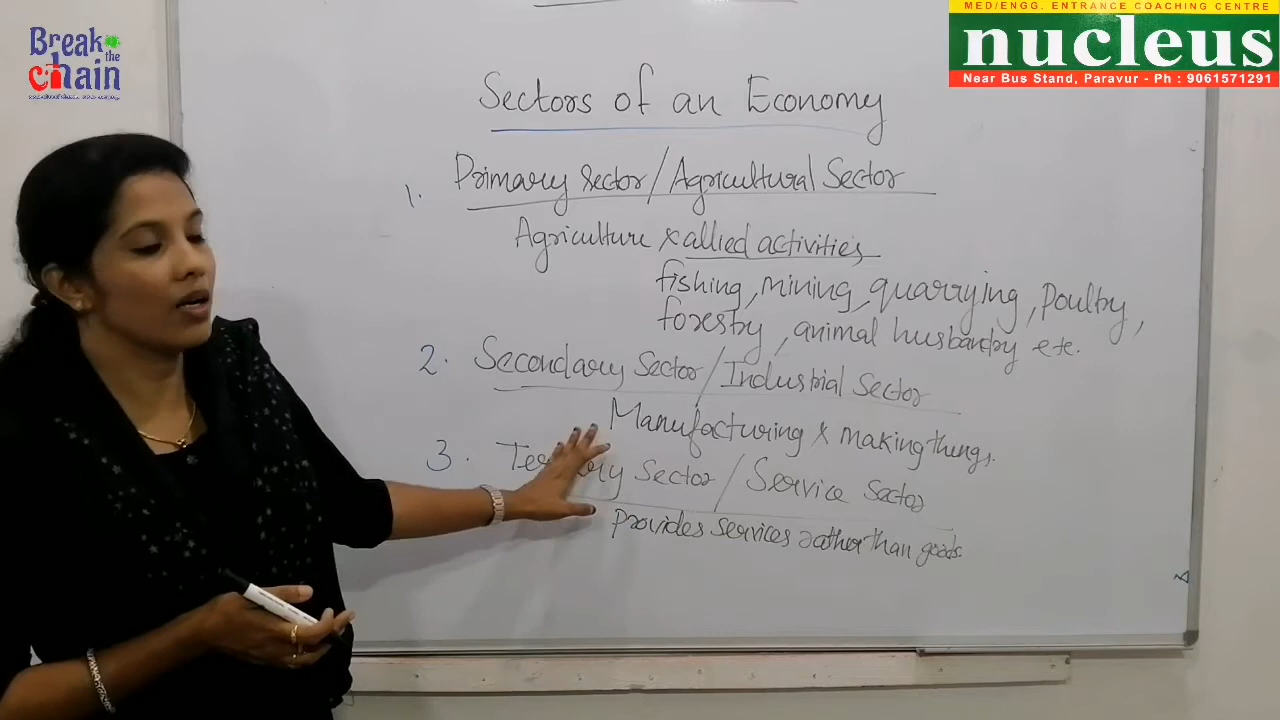 Break
the
chain
MED/ENGG. ENTRANCE COACHING CENTRE
nucleus
Near Bus Stand, Paravur - Ph : 9061571291
Sectors of an Economy
1. Primary Sector/Agricultural Sector
Agriculture & allied activities
fishing, mining, quarrying, Poultry,
forestry, animal husbandry etc.
2. Secondary Sector/Industrial Sector
Manufacturing & making things.
3. Sector/Service Sector
provides services rather than goods.